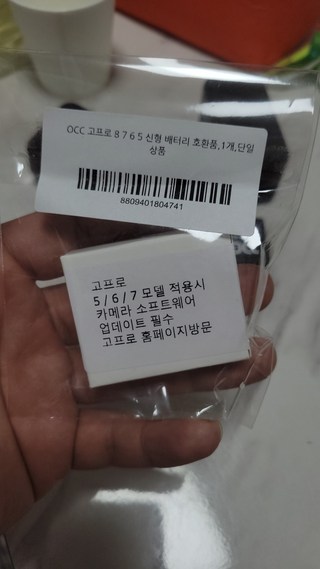 OCC 고프로 8 7 6 5 신형 배터리 호환품,1개,단일
상품
8809401804741
고프로
5 / 6 / 7 모델 적용시
카메라 소프트웨어
업데이트 필수
고프로 홈페이지방문